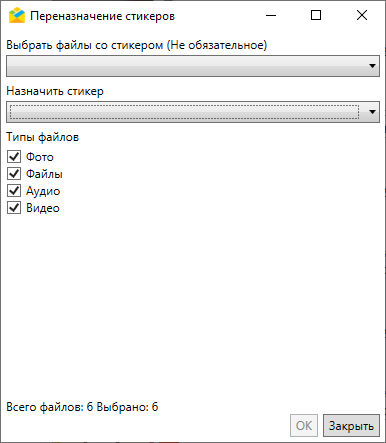 Переназначение стикеров
Выбрать файлы со стикером (Не обязательное)
Назначить стикер
Типы файлов
Фото
Файлы
Аудио
Видео
Всего файлов: 6 Выбрано: 6
OK
Закрыть